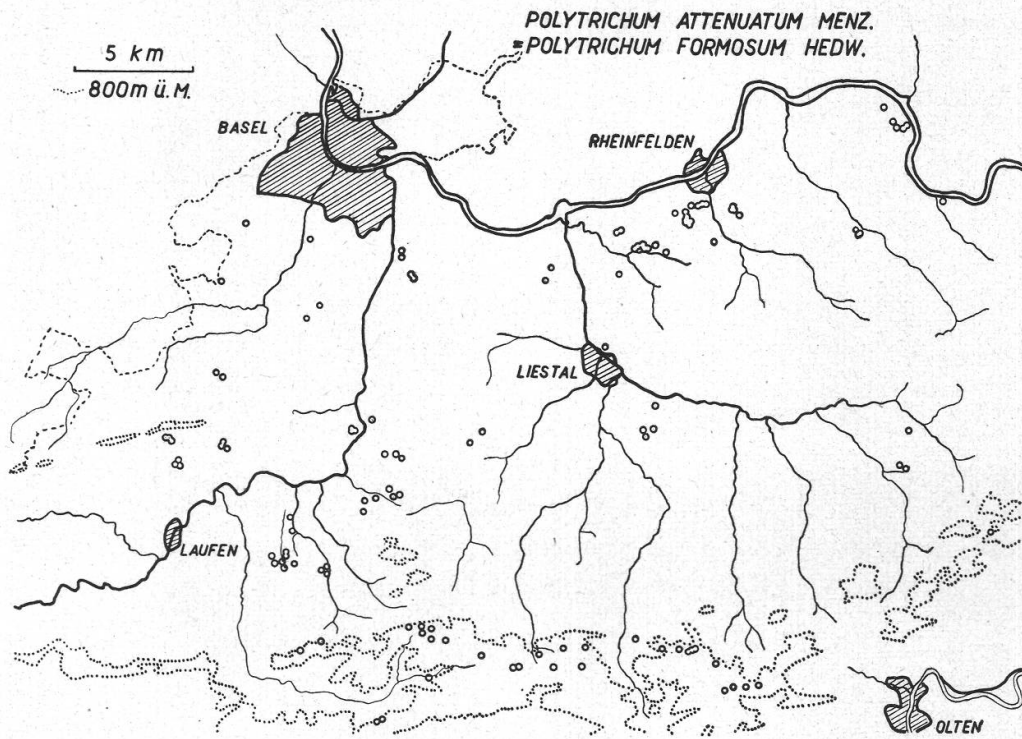 POLYTRICHUM ATTENUATUM MENZ.
=POLYTRICHUM FORMOSUM HEDW.
5 km
800m ü. M.
BASEL
RHEINFELDEN
LIESTAL
LAUFEN
OLTEN